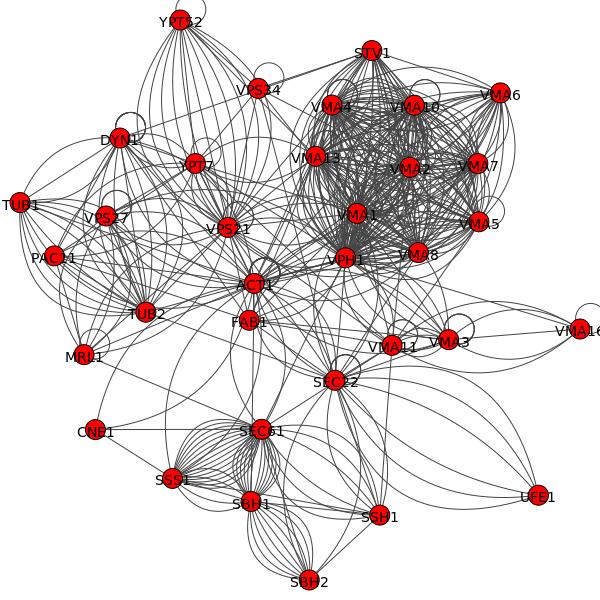 YPT52
STV1
VPS34
VMA6
VMA4
VMA10
DYN1
VMA13
YPT7
VMA2
VMA7
TUB1
VPS27
VMA1
VPS21
VMA5
PAC11
VPH1
VMA8
ACT1
TUB2
FAB1
VMA16
MRL1
VMA11
VMA3
SEC22
CNE1
SEC61
SSS1
SBH1
UFE1
SSH1
SBH2